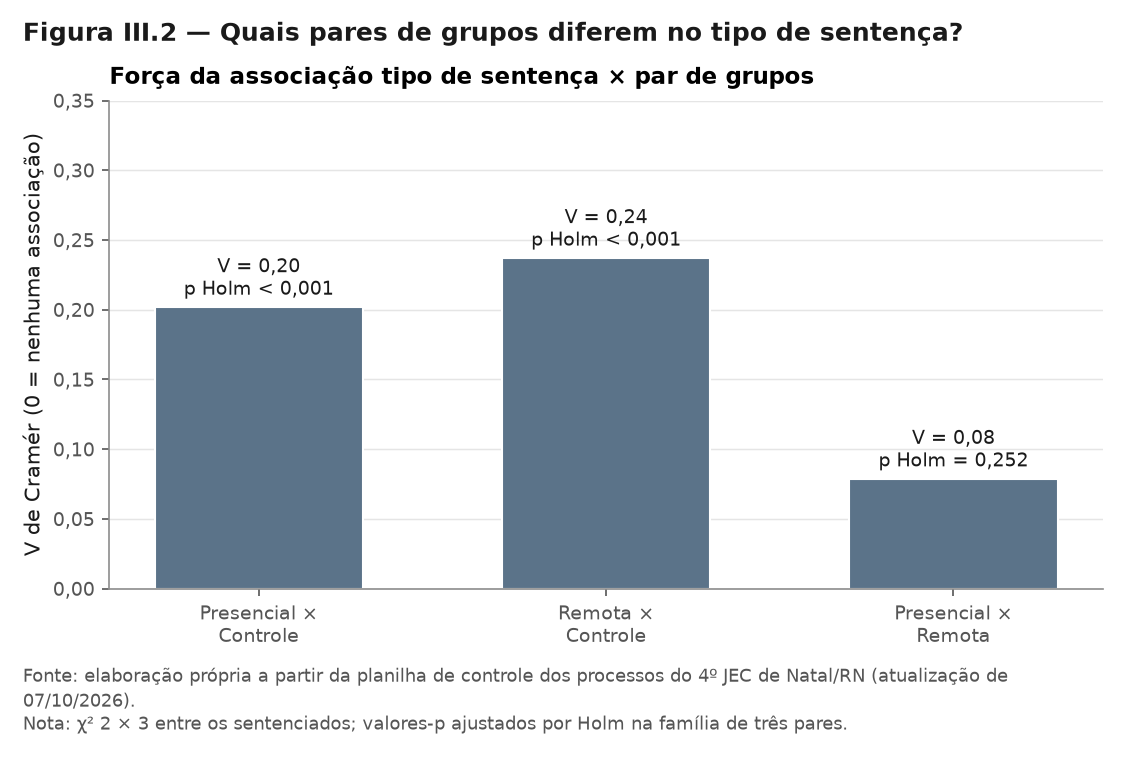 Figura III.2 — Quais pares de grupos diferem no tipo de sentença?
Força da associação tipo de sentença × par de grupos
V de Cramér (0 = nenhuma associação)
0,35
0,30
0,25
0,20
0,15
0,10
0,05
0,00
V = 0,20
p Holm < 0,001
V = 0,24
p Holm < 0,001
V = 0,08
p Holm = 0,252
Presencial ×
Controle
Remota ×
Controle
Presencial ×
Remota
Fonte: elaboração própria a partir da planilha de controle dos processos do 4º JEC de Natal/RN (atualização de
07/10/2026).
Nota: χ² 2 × 3 entre os sentenciados; valores-p ajustados por Holm na família de três pares.